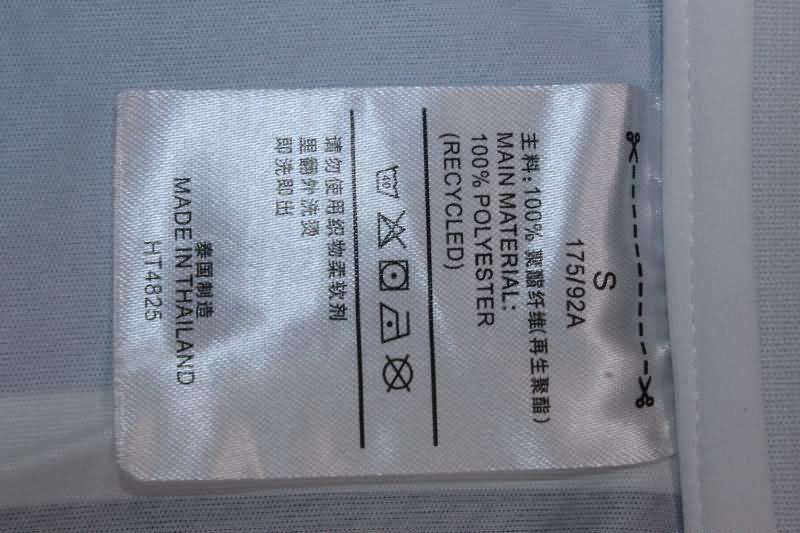 S
175/92A
主料：100% 聚酯纤维(再生聚酯)
MAIN MATERIAL:
100% POLYESTER
(RECYCLED)
请勿使用织物柔软剂
里翻外洗烫
即洗即出
泰国制造
MADE IN THAILAND
HT4825